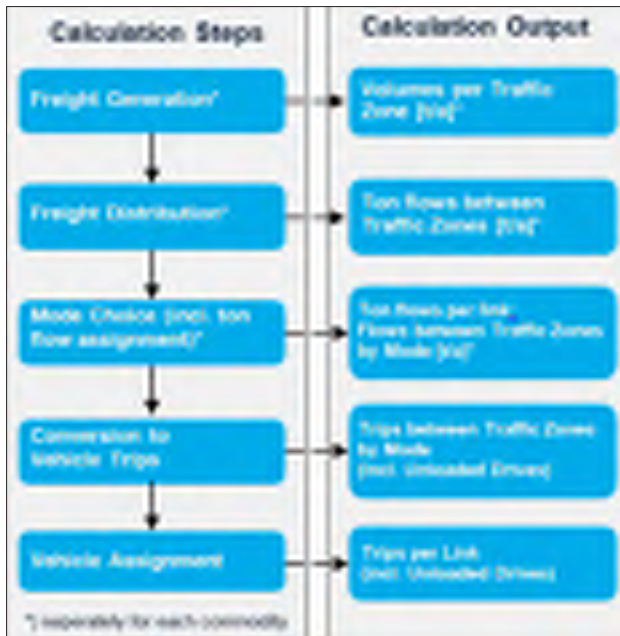 Calculation Steps
Calculation Output
Freight Generation*
Volumes per Traffic
Zone [t/a]*
Freight Distribution*
Ton flows between
Traffic Zones [t/a]*
Mode Choice (incl. ton
flow assignment)*
Ton flows per link
Flows between Traffic Zones
by Mode [t/a]*
Conversion to
Vehicle Trips
Trips between Traffic Zones
by Mode
(incl. Unloaded Drives)
Vehicle Assignment
Trips per Link
(incl. Unloaded Drives)
*) seperately for each commodity